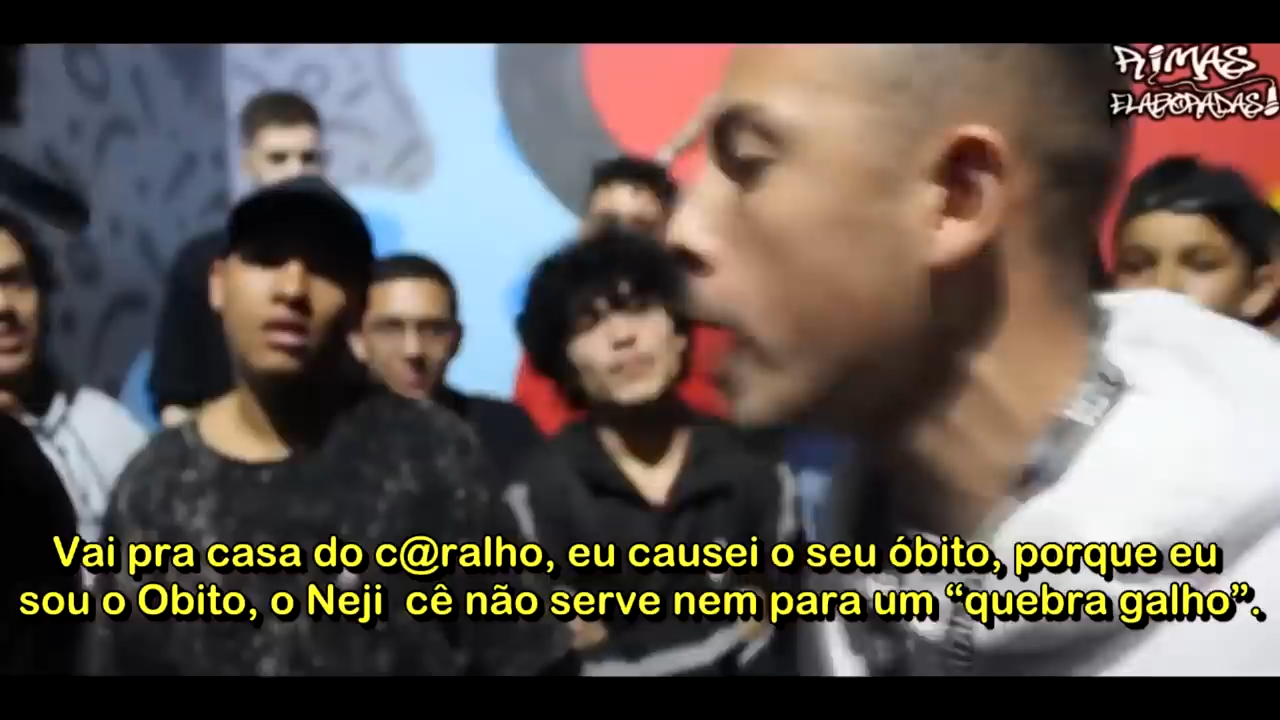 RIMAS
ELABORADAS!
Vai pra casa do c@ralho, eu causei o seu óbito, porque eu
sou o Obito, o Neji cê não serve nem para um “quebra galho”.